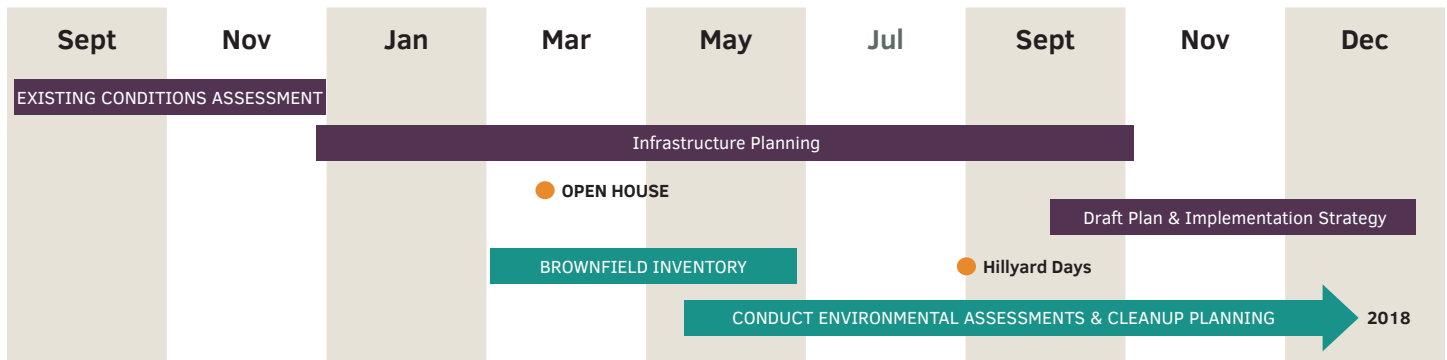 Sept Nov Jan Mar May Jul Sept Nov Dec
EXISTING CONDITIONS ASSESSMENT
Infrastructure Planning
OPEN HOUSE
Draft Plan & Implementation Strategy
BROWNFIELD INVENTORY
Hillyard Days
CONDUCT ENVIRONMENTAL ASSESSMENTS & CLEANUP PLANNING
2018